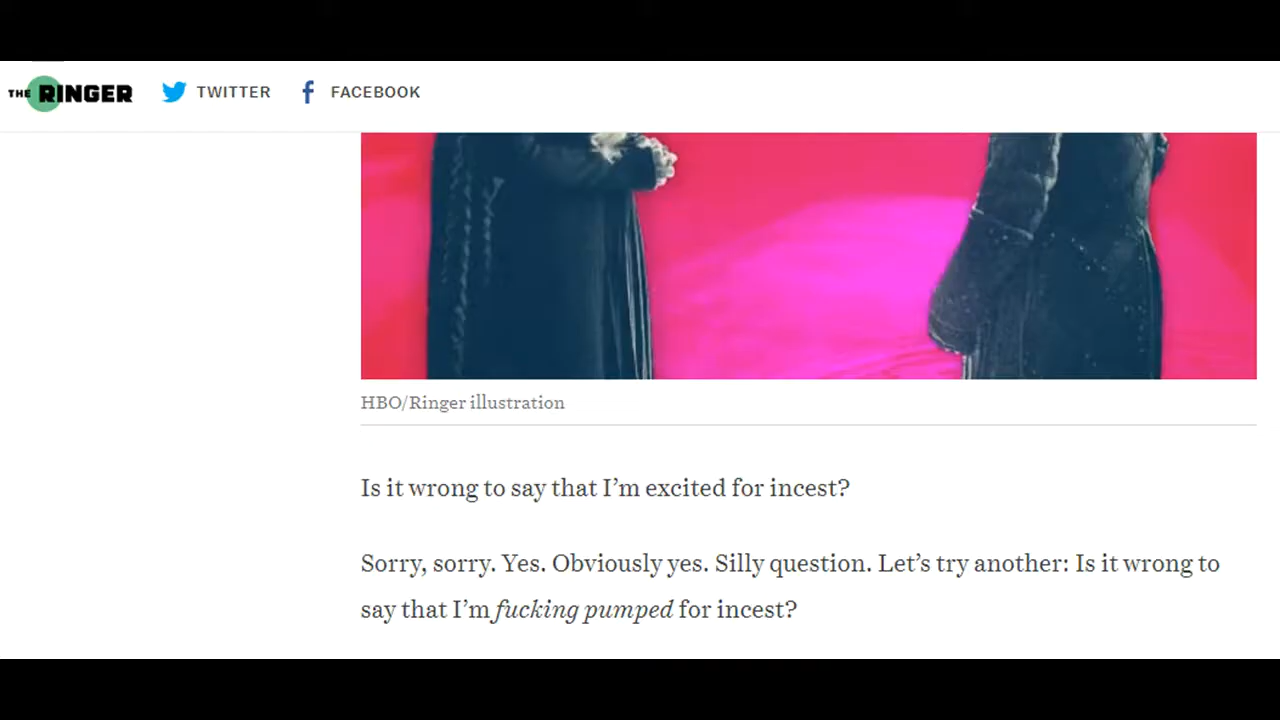 THE RINGER TWITTER FACEBOOK
HBO/Ringer illustration
Is it wrong to say that I’m excited for incest?
Sorry, sorry. Yes. Obviously yes. Silly question. Let’s try another: Is it wrong to
say that I’m fucking pumped for incest?